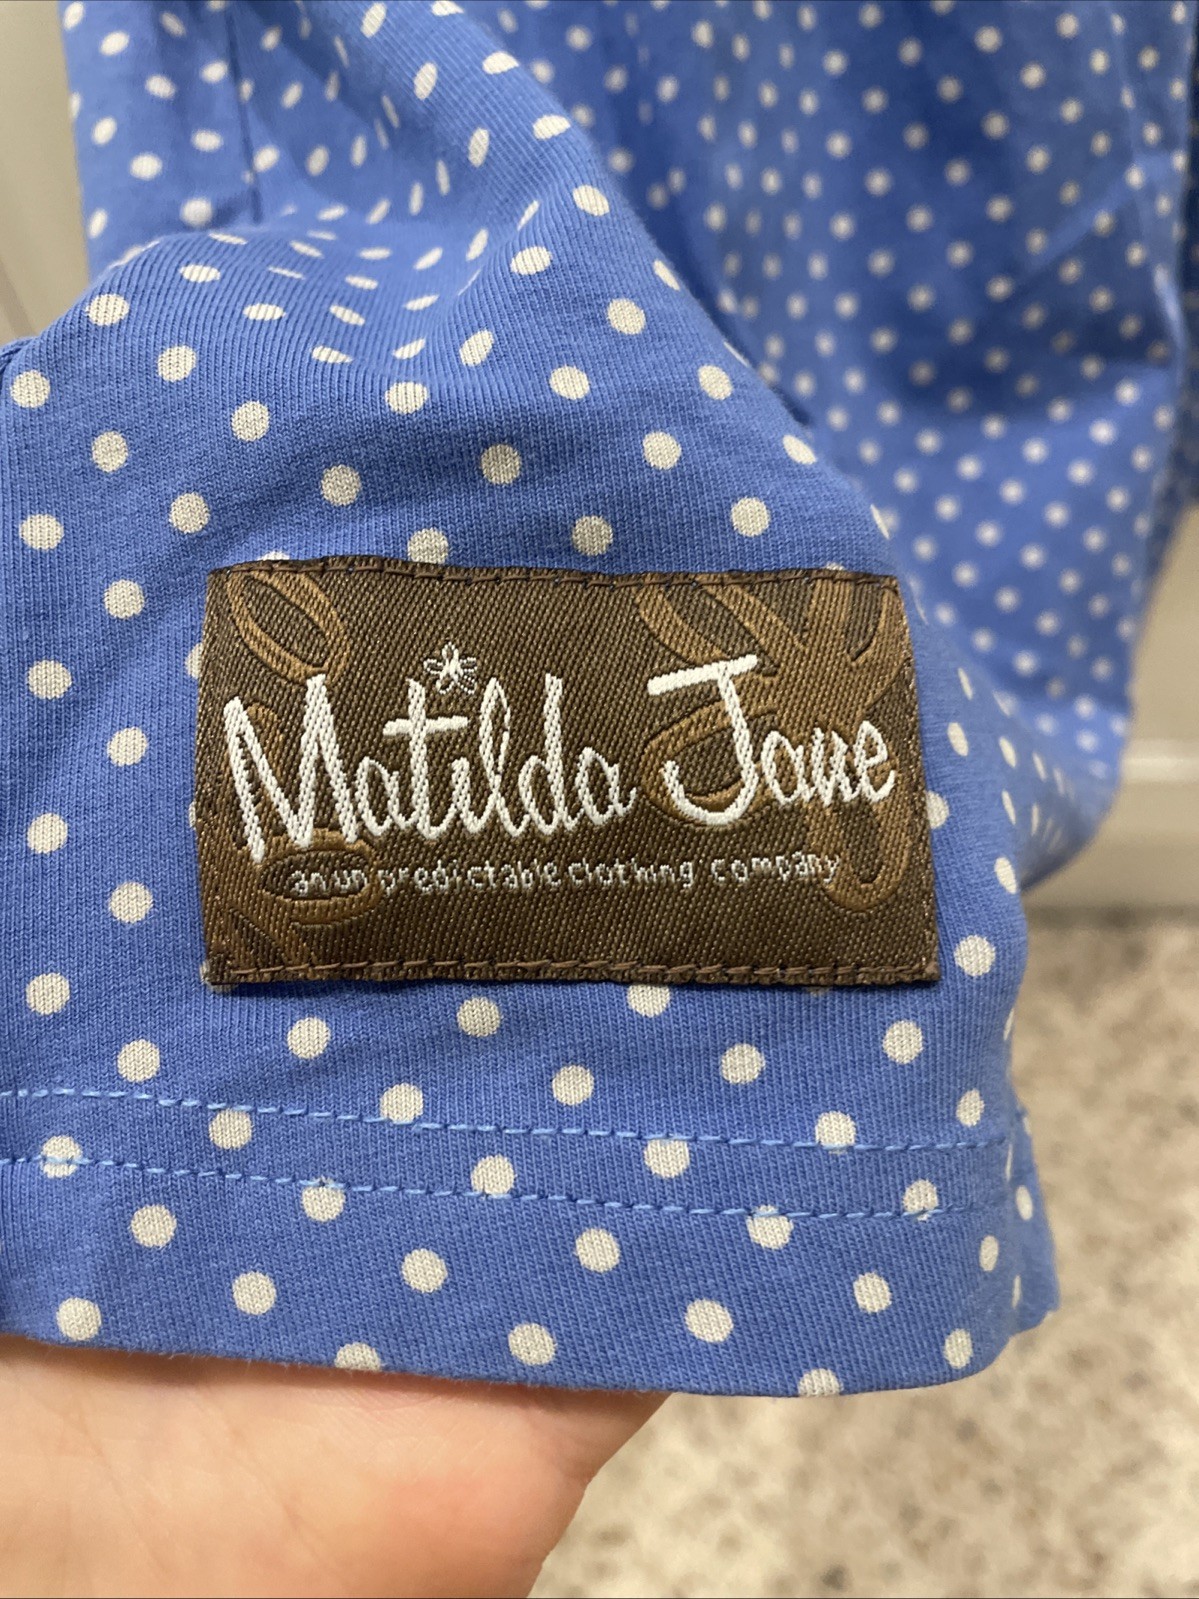 Matilda Jane
an unpredictable clothing company